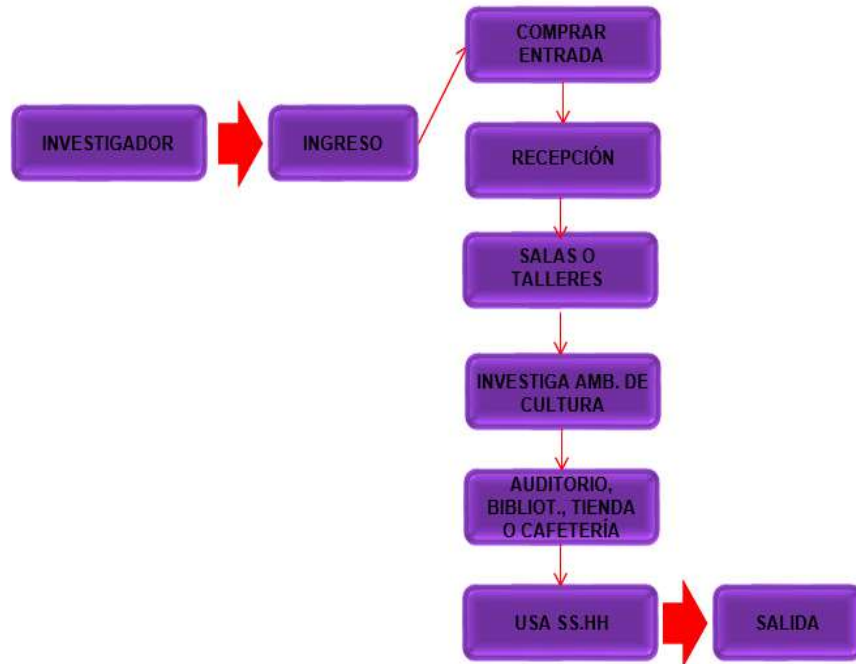 INVESTIGADOR
INGRESO
COMPRAR
ENTRADA
RECEPCIÓN
SALAS O
TALLERES
INVESTIGA AMB. DE
CULTURA
AUDITORIO,
BIBLIOT., TIENDA
O CAFETERÍA
USA SS.HH
SALIDA